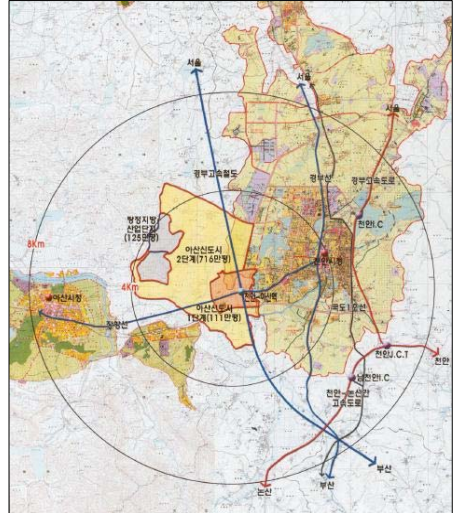 서울
서울
서울
경부고속철도
경부선
경부고속도로
탕정지방
산업단지
(125만평)
천안I.C
아산신도시
2단계(716만평)
8Km
천안시청
4Km
아산시청
천안-아산역
아산신도시
1단계(111만평)
국도1호선
장항선
천안J.C.T
천안
남천안I.C
천안-논산간
고속도로
부산
부산
논산